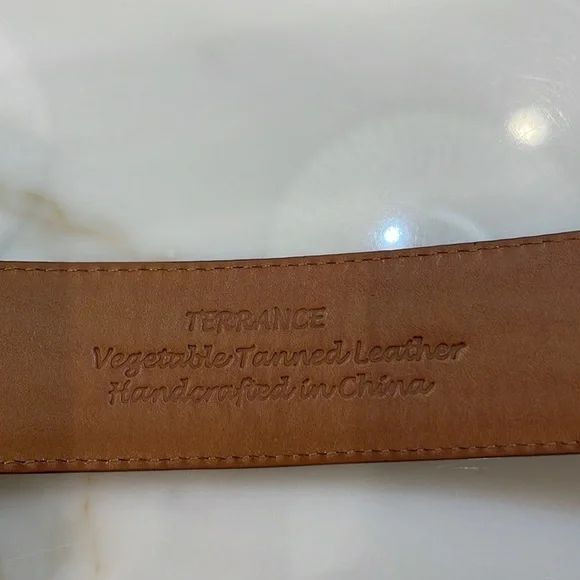 TERRANCE
Vegetable Tanned Leather
Handcrafted in China